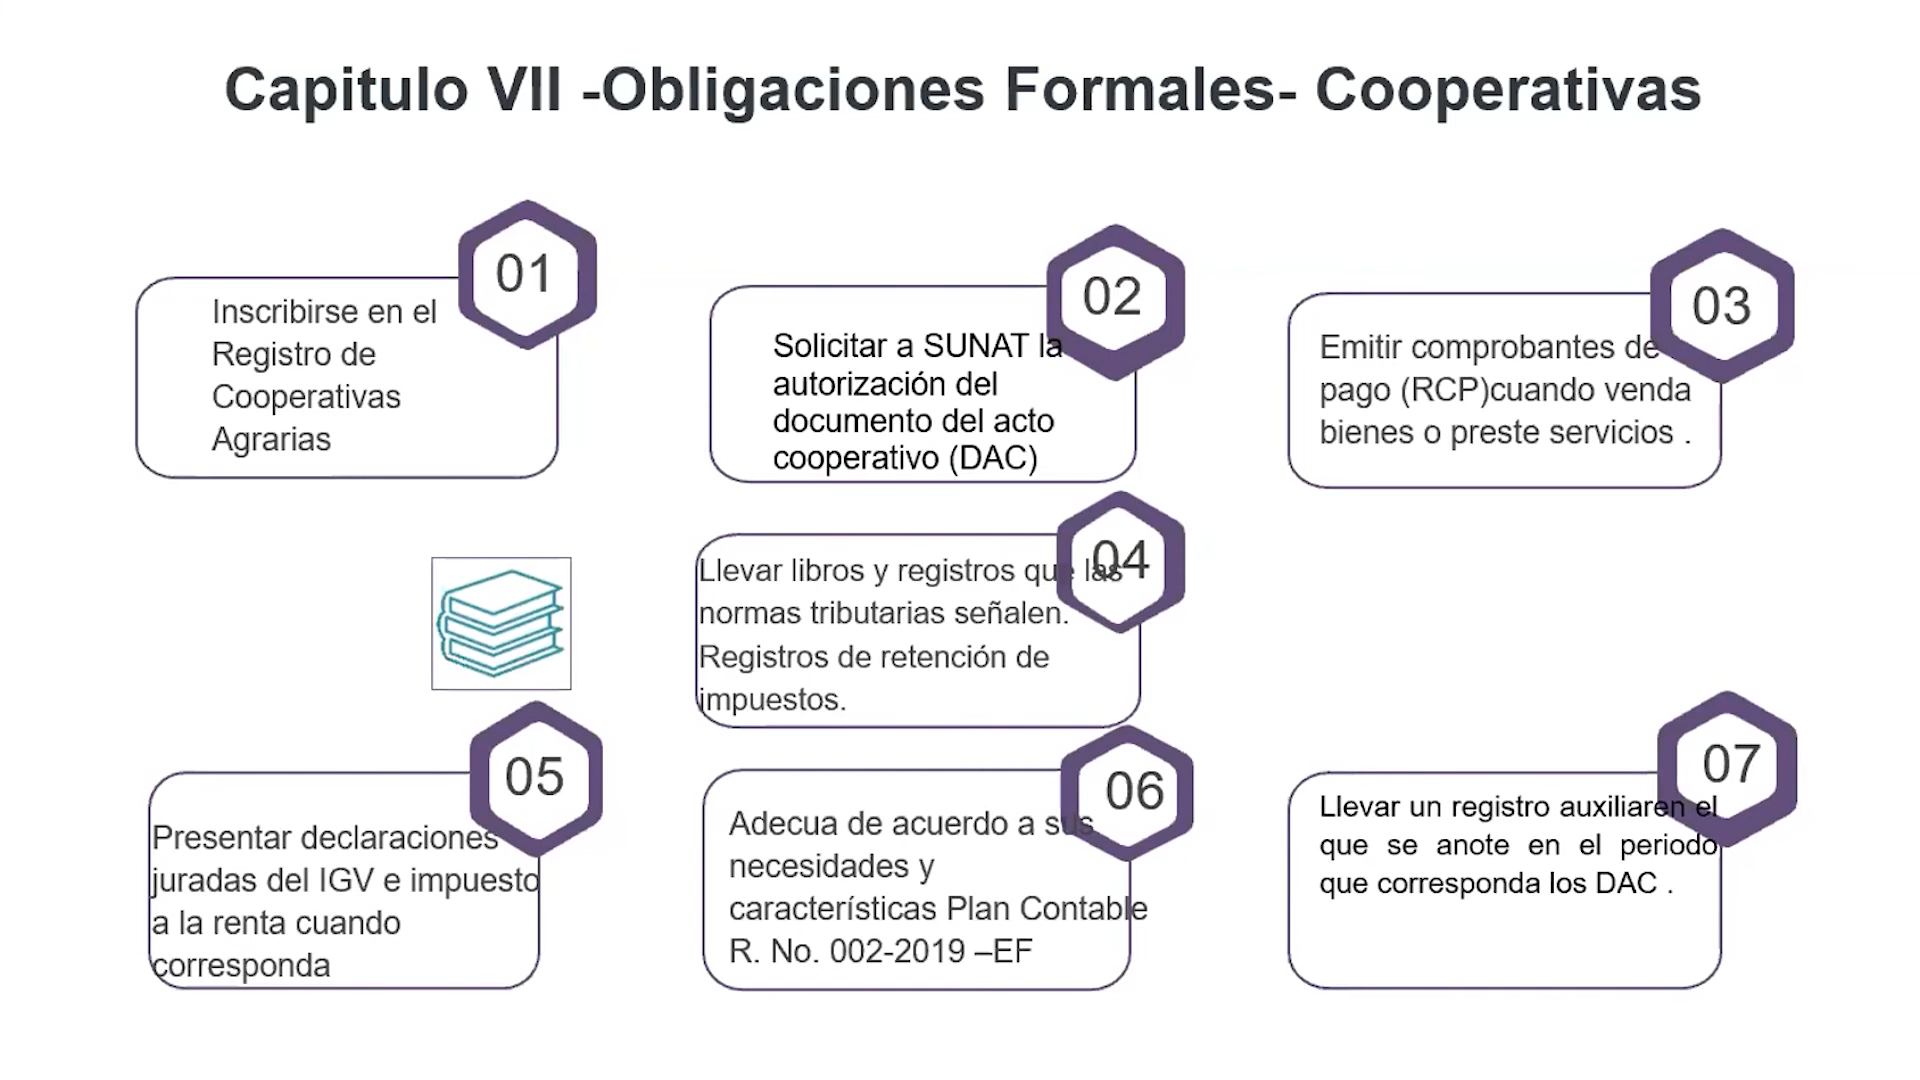 Capitulo VII -Obligaciones Formales- Cooperativas
01
Inscribirse en el
Registro de
Cooperativas
Agrarias
02
Solicitar a SUNAT la
autorización del
documento del acto
cooperativo (DAC)
03
Emitir comprobantes de
pago (RCP)cuando venda
bienes o preste servicios .
04
Llevar libros y registros que las
normas tributarias señalen.
Registros de retención de
impuestos.
05
Presentar declaraciones
juradas del IGV e impuesto
a la renta cuando
corresponda
06
Adecua de acuerdo a sus
necesidades y
características Plan Contable
R. No. 002-2019 –EF
07
Llevar un registro auxiliaren el
que se anote en el periodo
que corresponda los DAC .